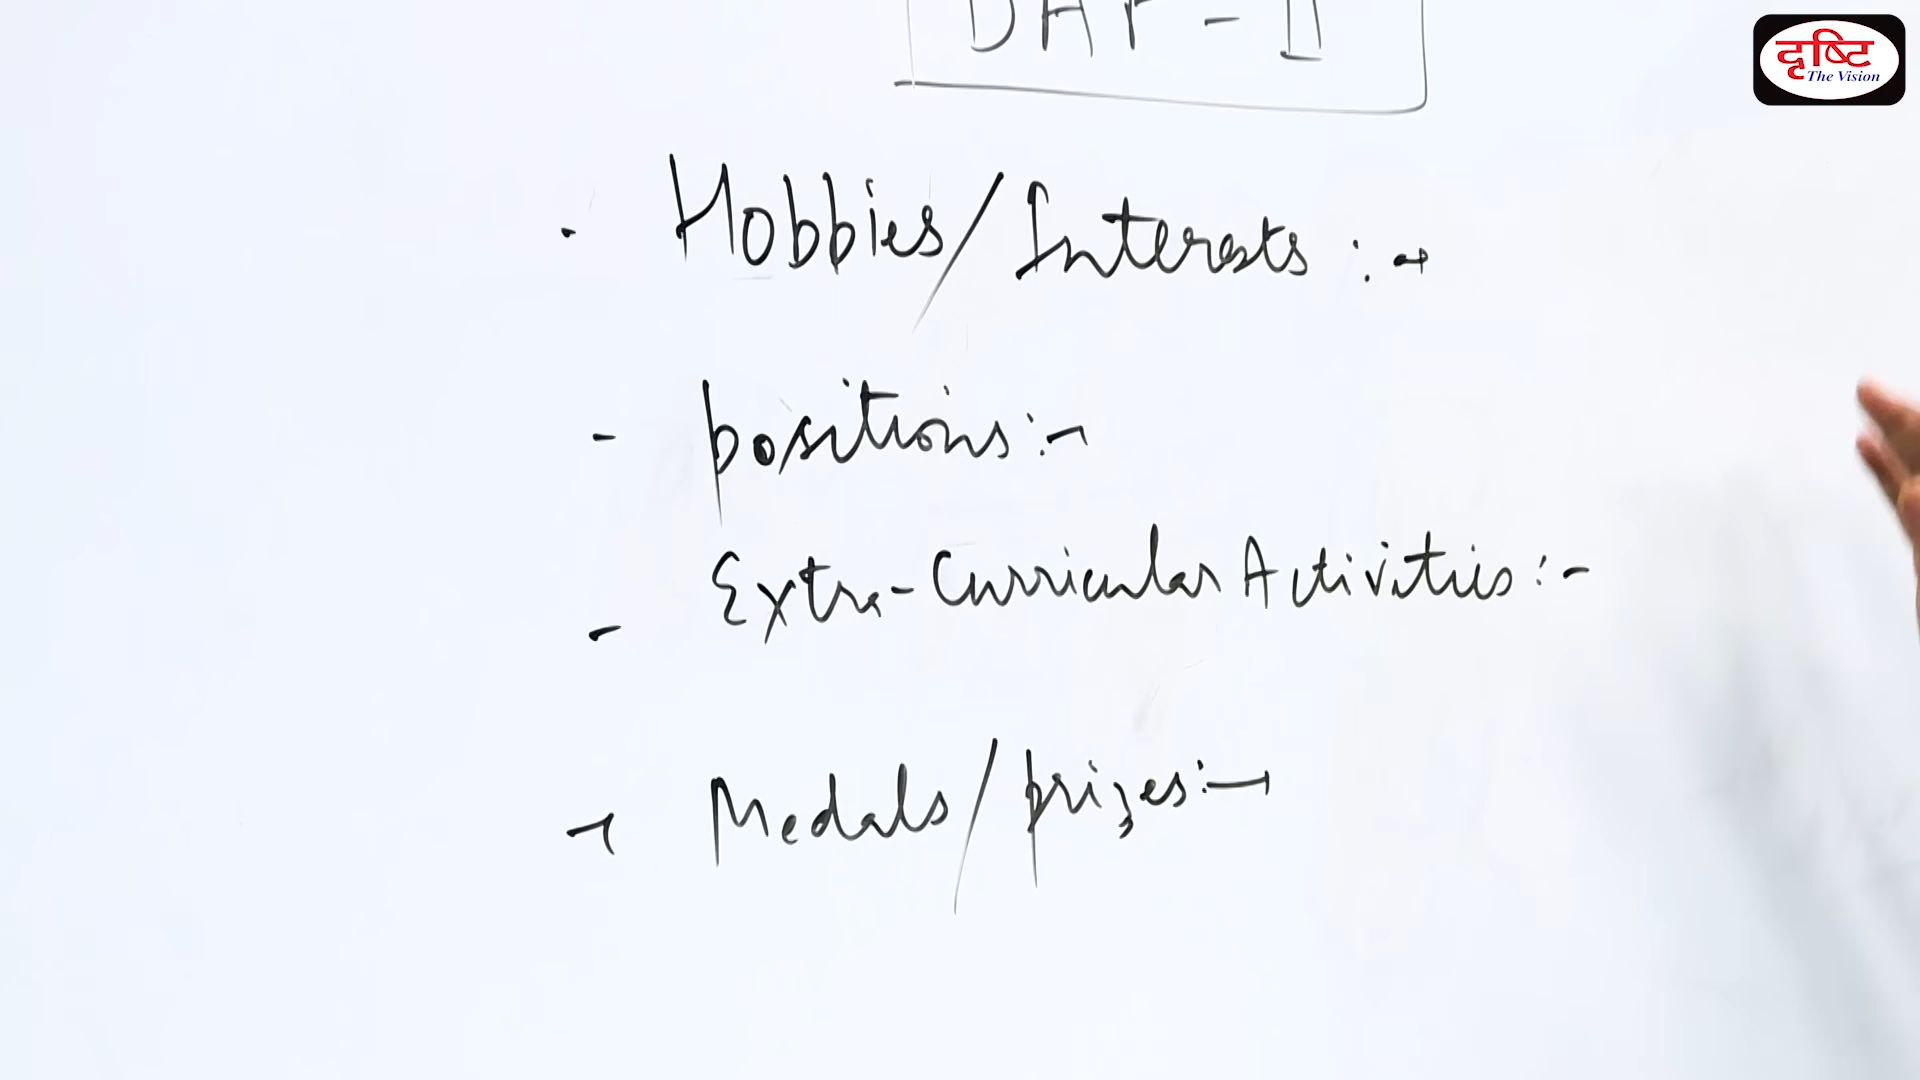 DAF-II
दृष्टि
The Vision
Hobbies/Interests :-
- positions :-
- Extra-Curricular Activities :-
- Medals/prizes :-